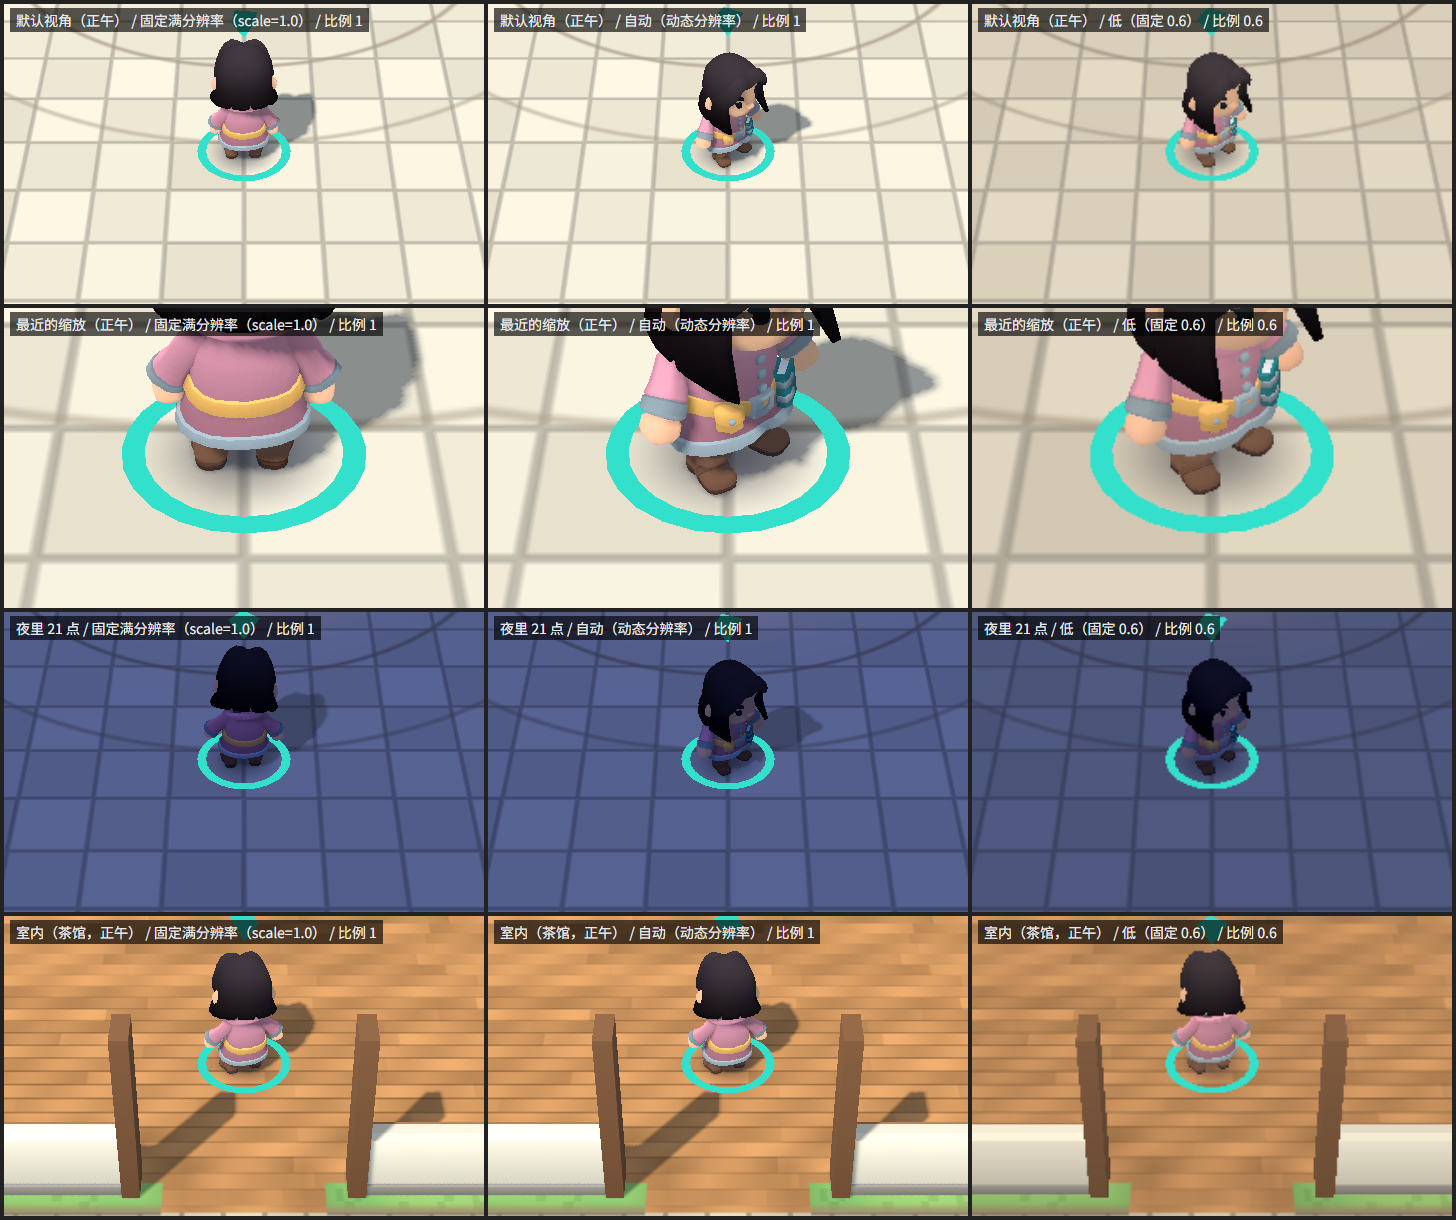 默认视角（正午） / 固定满分辨率（scale=1.0） / 比例 1
默认视角（正午） / 自动（动态分辨率） / 比例 1
默认视角（正午） / 低（固定 0.6） / 比例 0.6
最近的缩放（正午） / 固定满分辨率（scale=1.0） / 比例 1
最近的缩放（正午） / 自动（动态分辨率） / 比例 1
最近的缩放（正午） / 低（固定 0.6） / 比例 0.6
夜里 21 点 / 固定满分辨率（scale=1.0） / 比例 1
夜里 21 点 / 自动（动态分辨率） / 比例 1
夜里 21 点 / 低（固定 0.6） / 比例 0.6
室内（茶馆，正午） / 固定满分辨率（scale=1.0） / 比例 1
室内（茶馆，正午） / 自动（动态分辨率） / 比例 1
室内（茶馆，正午） / 低（固定 0.6） / 比例 0.6